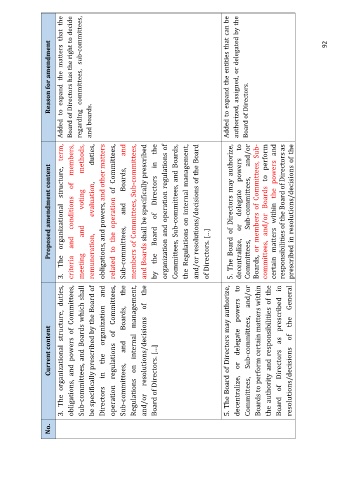 No.
Current content
Proposed amendment content
Reason for amendment
3. The organizational structure, duties,
obligations, and powers of Committees,
Sub-committees, and Boards which shall
be specifically prescribed by the Board of
Directors in the organization and
operation regulations of Committees,
Sub-committees, and Boards, the
Regulations on internal management,
and/or resolutions/decisions of the
Board of Directors. [...]
3. The organizational structure, term,
criteria and conditions of members,
meeting and voting methods,
remuneration, evaluation, duties,
obligations, and powers, and other matters
related to the operation of Committees,
Sub-committees, and Boards, and
members of Committees, Sub-committees,
and Boards shall be specifically prescribed
by the Board of Directors in the
organization and operation regulations of
Committees, Sub-committees, and Boards,
the Regulations on internal management,
and/or resolutions/decisions of the Board
of Directors. [...]
Added to expand the matters that the
Board of Directors has the right to decide
regarding committees, sub-committees,
and boards.
5. The Board of Directors may authorize,
decentralize, or delegate powers to
Committees, Sub-committees, and/or
Boards to perform certain matters within
the authority and responsibilities of the
Board of Directors as prescribed in
resolutions/decisions of the General
5. The Board of Directors may authorize,
decentralize, or delegate powers to
Committees, Sub-committees, and/or
Boards, or members of Committees, Sub-
committees, and/or Boards to perform
certain matters within the powers and
responsibilities of the Board of Directors as
prescribed in resolutions/decisions of the
Added to expand the entities that can be
authorized, assigned, or delegated by the
Board of Directors.
92